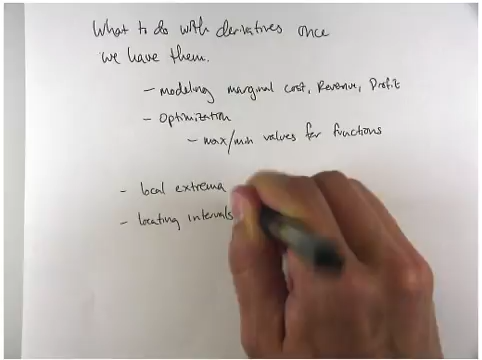 What to do with derivatives once
we have them.
- modeling marginal cost, Revenue, Profit
- Optimization
- max/min values for functions
- local extrema
- locating intervals